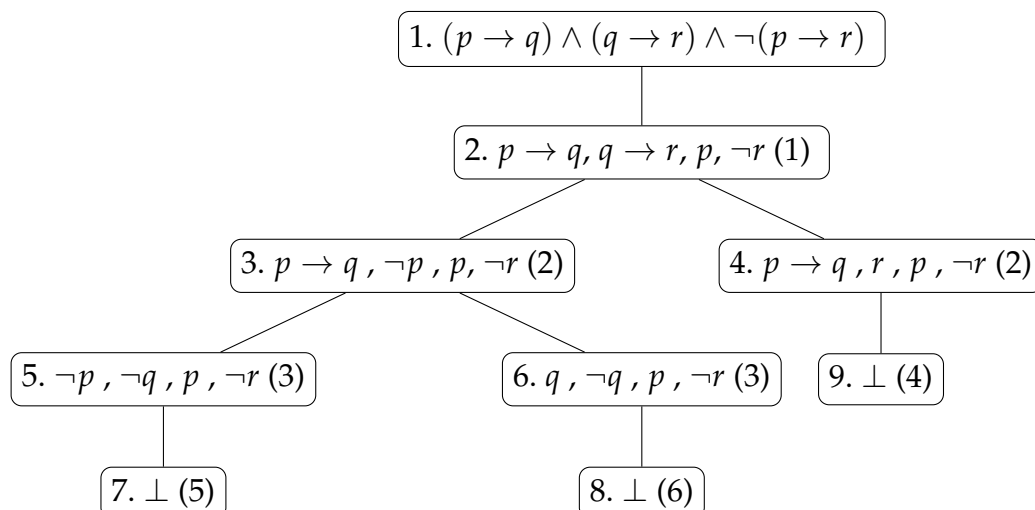 1. (p → q) ∧ (q → r) ∧ ¬(p → r)
2. p → q, q → r, p, ¬r (1)
3. p → q , ¬p , p, ¬r (2)
4. p → q , r , p , ¬r (2)
5. ¬p , ¬q , p , ¬r (3)
6. q , ¬q , p , ¬r (3)
9. ⊥ (4)
7. ⊥ (5)
8. ⊥ (6)